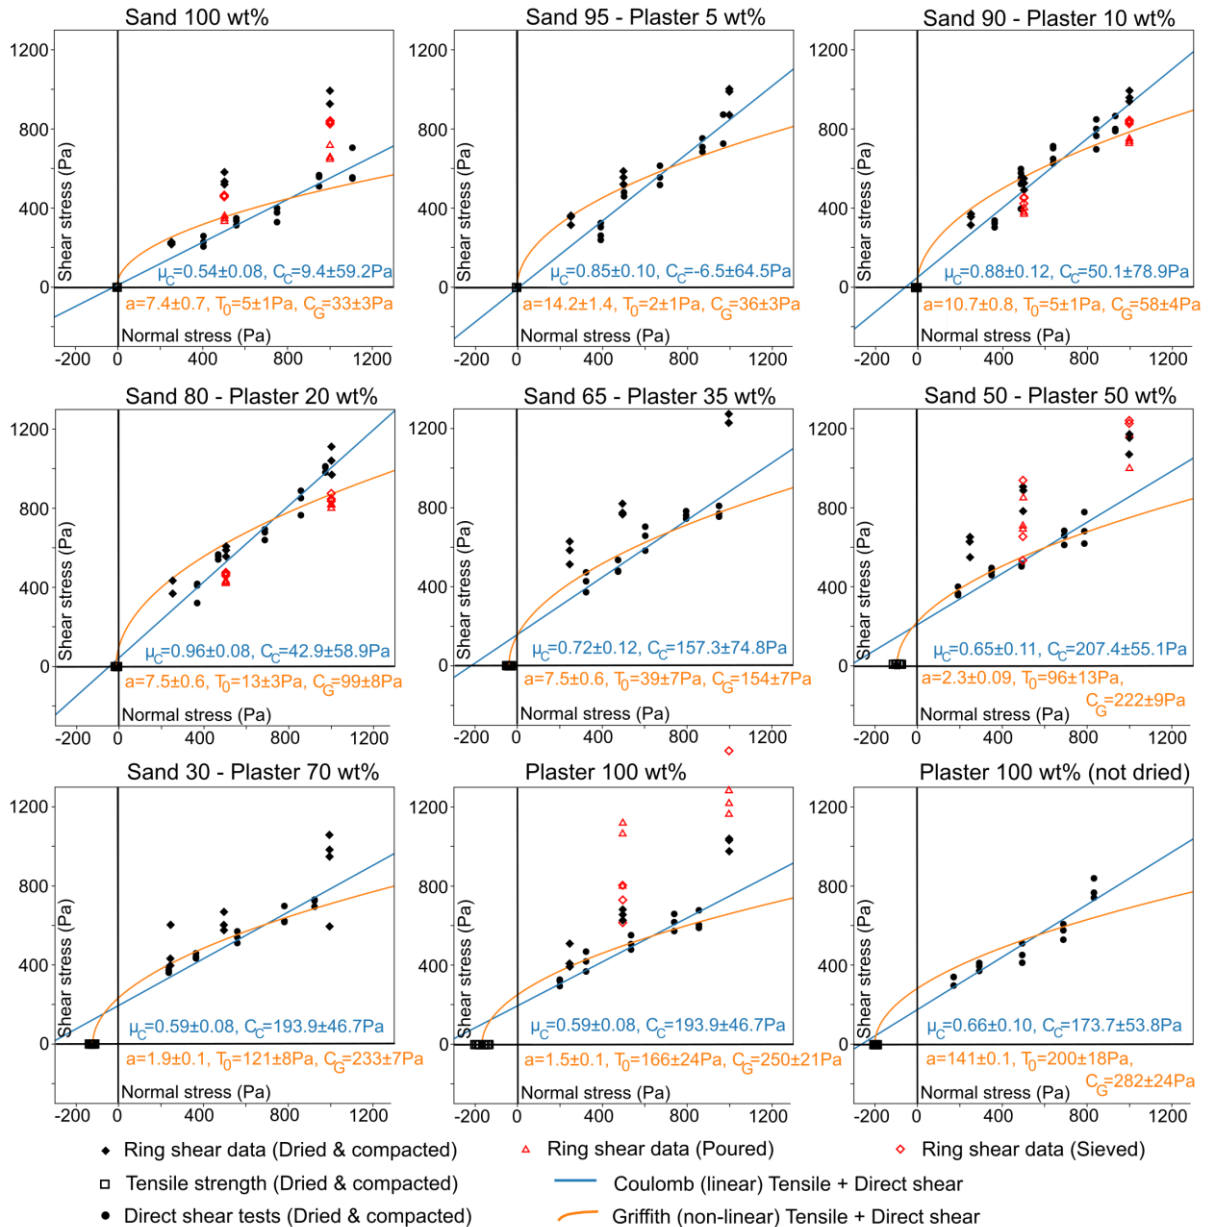 Sand 100 wt%
Sand 95 - Plaster 5 wt%
Sand 90 - Plaster 10 wt%
1200
800
400
0
Shear stress (Pa)
μC=0.54±0.08, CC=9.4±59.2Pa
a=7.4±0.7, T0=5±1Pa, CG=33±3Pa
Normal stress (Pa)
-200 0 400 800 1200
1200
800
400
0
Shear stress (Pa)
μC=0.85±0.10, CC=-6.5±64.5Pa
a=14.2±1.4, T0=2±1Pa, CG=36±3Pa
Normal stress (Pa)
-200 0 400 800 1200
1200
800
400
0
Shear stress (Pa)
μC=0.88±0.12, CC=50.1±78.9Pa
a=10.7±0.8, T0=5±1Pa, CG=58±4Pa
Normal stress (Pa)
-200 0 400 800 1200
Sand 80 - Plaster 20 wt%
Sand 65 - Plaster 35 wt%
Sand 50 - Plaster 50 wt%
1200
800
400
0
Shear stress (Pa)
μC=0.96±0.08, CC=42.9±58.9Pa
a=7.5±0.6, T0=13±3Pa, CG=99±8Pa
Normal stress (Pa)
-200 0 400 800 1200
1200
800
400
0
Shear stress (Pa)
μC=0.72±0.12, CC=157.3±74.8Pa
a=7.5±0.6, T0=39±7Pa, CG=154±7Pa
Normal stress (Pa)
-200 0 400 800 1200
1200
800
400
0
Shear stress (Pa)
μC=0.65±0.11, CC=207.4±55.1Pa
a=2.3±0.09, T0=96±13Pa,
CG=222±9Pa
Normal stress (Pa)
-200 0 400 800 1200
Sand 30 - Plaster 70 wt%
Plaster 100 wt%
Plaster 100 wt% (not dried)
1200
800
400
0
Shear stress (Pa)
μC=0.59±0.08, CC=193.9±46.7Pa
a=1.9±0.1, T0=121±8Pa, CG=233±7Pa
Normal stress (Pa)
-200 0 400 800 1200
1200
800
400
0
Shear stress (Pa)
μC=0.59±0.08, CC=193.9±46.7Pa
a=1.5±0.1, T0=166±24Pa, CG=250±21Pa
Normal stress (Pa)
-200 0 400 800 1200
1200
800
400
0
Shear stress (Pa)
μC=0.66±0.10, CC=173.7±53.8Pa
a=141±0.1, T0=200±18Pa,
CG=282±24Pa
Normal stress (Pa)
-200 0 400 800 1200
Ring shear data (Dried & compacted)
Ring shear data (Poured)
Ring shear data (Sieved)
Tensile strength (Dried & compacted)
Coulomb (linear) Tensile + Direct shear
Direct shear tests (Dried & compacted)
Griffith (non-linear) Tensile + Direct shear